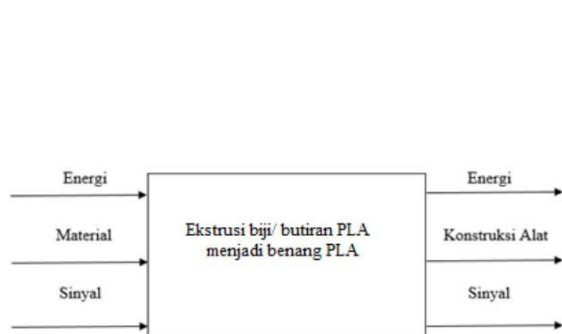 Energi
Material
Sinyal
Ekstrusi biji/ butiran PLA
menjadi benang PLA
Energi
Konstruksi Alat
Sinyal